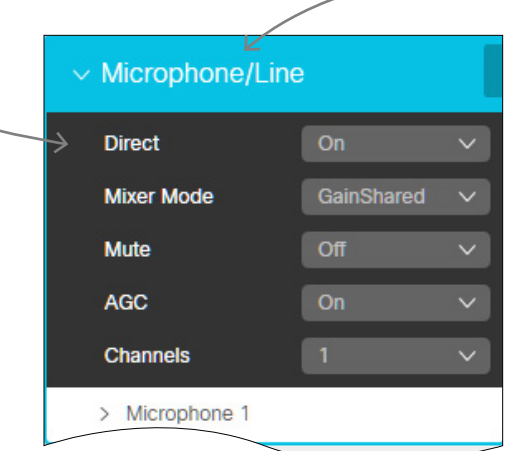 Microphone/Line
Direct On
Mixer Mode GainShared
Mute Off
AGC On
Channels 1
Microphone 1